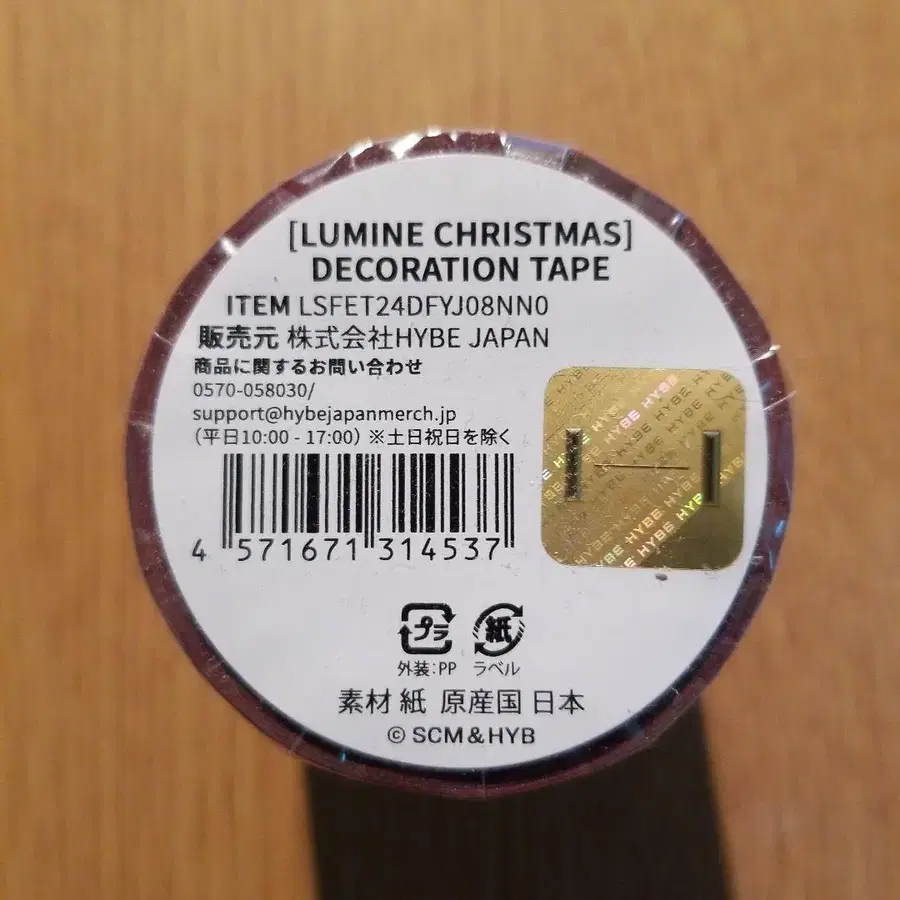 [LUMINE CHRISTMAS]
DECORATION TAPE
ITEM LSFET24DFYJ08NN0
販売元 株式会社HYBE JAPAN
商品に関するお問い合わせ
0570-058030/
support@hybejapanmerch.jp
(平日10:00 - 17:00) ※土日祝日を除く
HYBE HYBE HYBE
4 571671 314537
プラ 紙
外装:PP ラベル
素材 紙 原産国 日本
© SCM&HYB